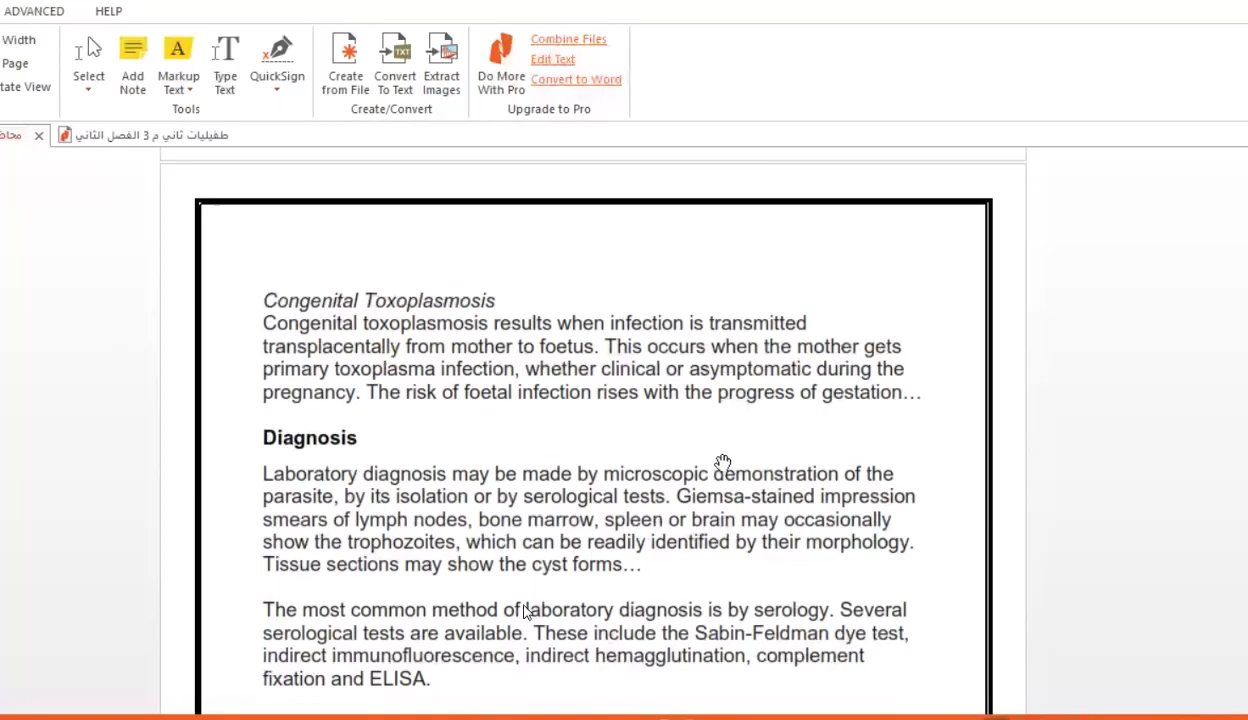 ADVANCED HELP
Width
Page
tate View
Select
Add Note
Markup Text
Type Text
QuickSign
Tools
Create from File
Convert To Text
Extract Images
Create/Convert
Do More With Pro
Combine Files
Edit Text
Convert to Word
Upgrade to Pro
محاض
طفيليات ثاني م 3 الفصل الثاني
Congenital Toxoplasmosis
Congenital toxoplasmosis results when infection is transmitted
transplacentally from mother to foetus. This occurs when the mother gets
primary toxoplasma infection, whether clinical or asymptomatic during the
pregnancy. The risk of foetal infection rises with the progress of gestation…
Diagnosis
Laboratory diagnosis may be made by microscopic demonstration of the
parasite, by its isolation or by serological tests. Giemsa-stained impression
smears of lymph nodes, bone marrow, spleen or brain may occasionally
show the trophozoites, which can be readily identified by their morphology.
Tissue sections may show the cyst forms…
The most common method of laboratory diagnosis is by serology. Several
serological tests are available. These include the Sabin-Feldman dye test,
indirect immunofluorescence, indirect hemagglutination, complement
fixation and ELISA.